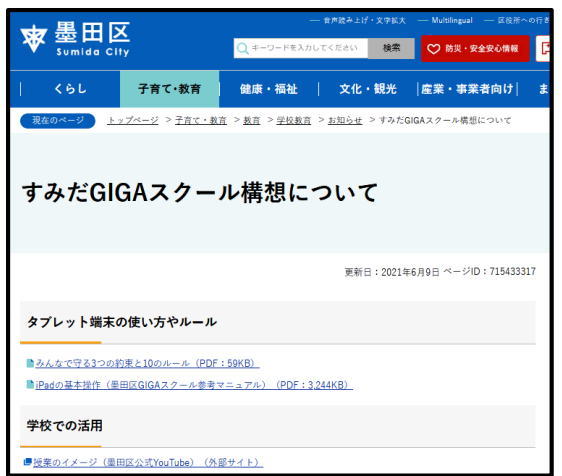 音声読み上げ・文字拡大 Multilingual 区役所への行き
墨田区
Sumida City
キーワードを入力してください 検索 防災・安全安心情報
くらし 子育て・教育 健康・福祉 文化・観光 産業・事業者向け ま
現在のページ トップページ > 子育て・教育 > 教育 > 学校教育 > お知らせ > すみだGIGAスクール構想について
すみだGIGAスクール構想について
更新日：2021年6月9日 ページID：715433317
タブレット端末の使い方やルール
みんなで守る3つの約束と10のルール（PDF：59KB）
iPadの基本操作（墨田区GIGAスクール参考マニュアル）（PDF：3,244KB）
学校での活用
授業のイメージ（墨田区公式YouTube）（外部サイト）